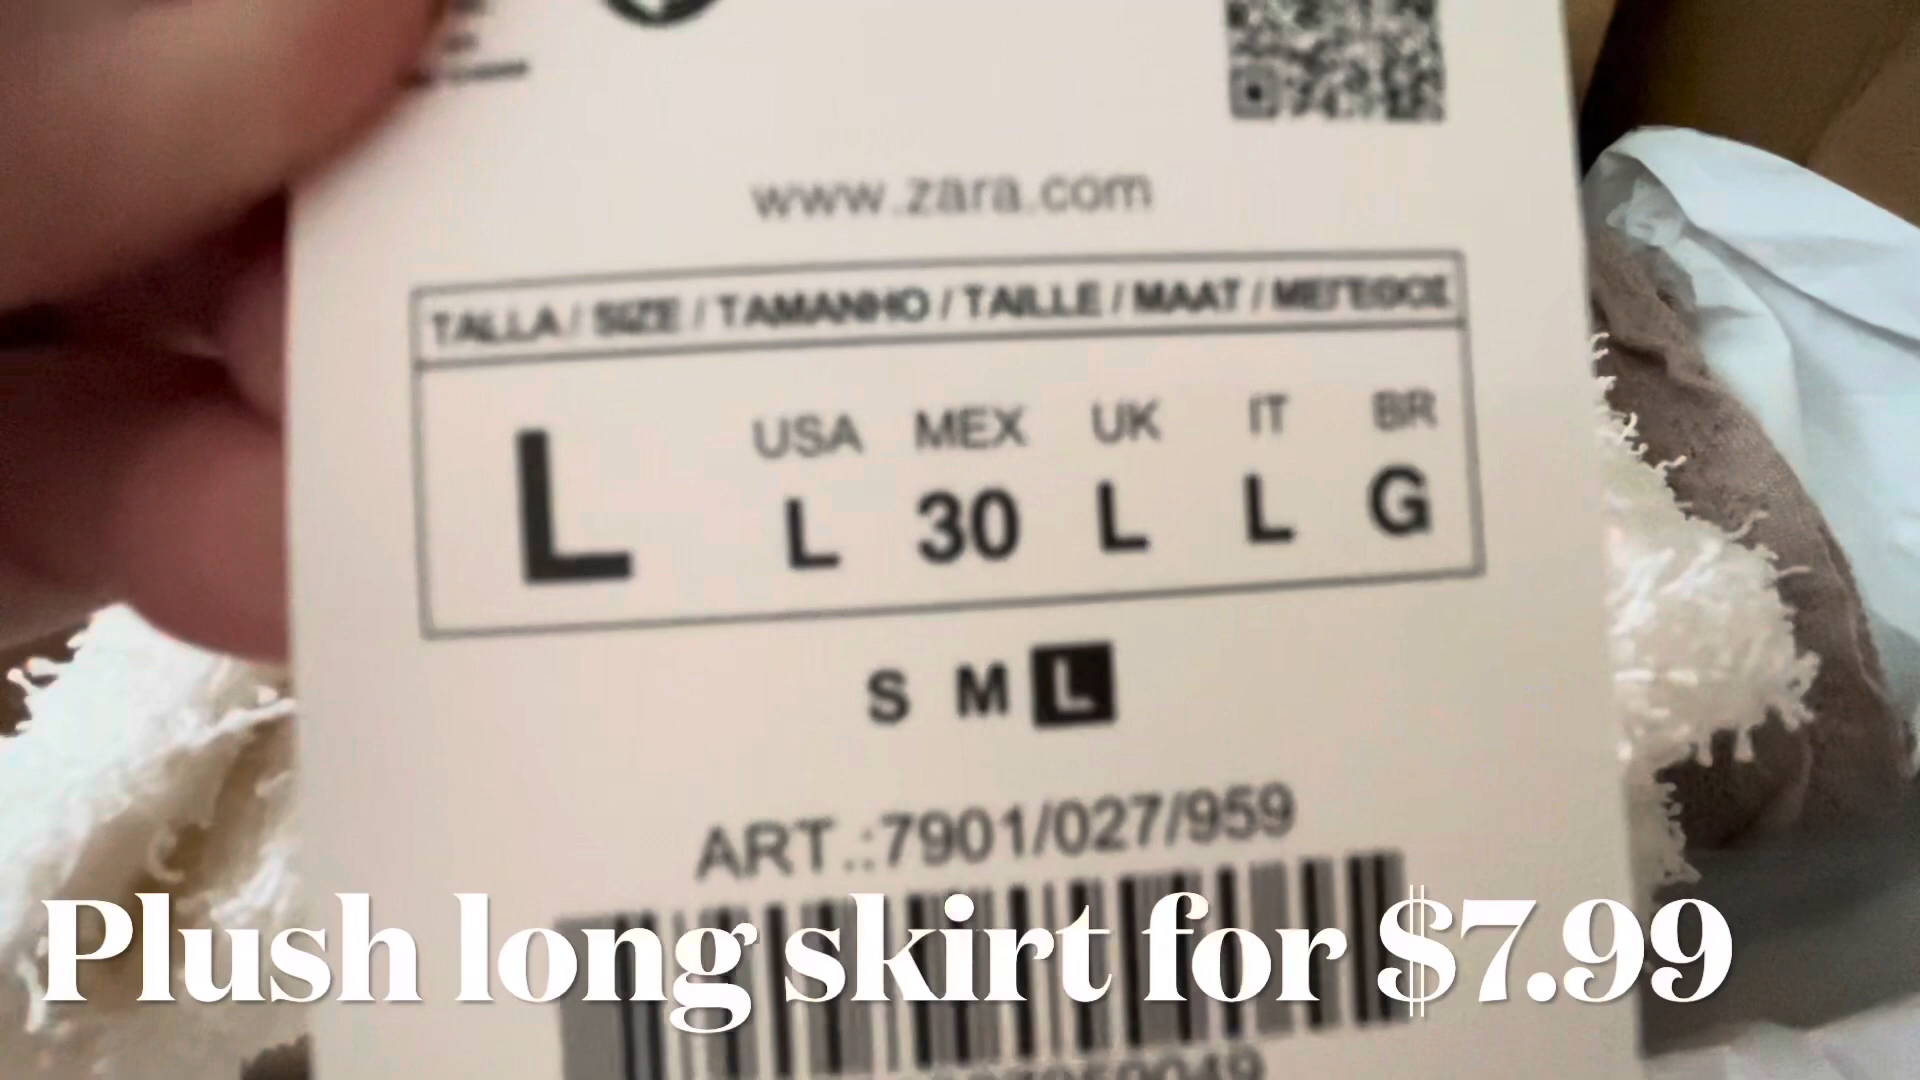 www.zara.com
TALLA / SIZE / TAMANHO / TAILLE / MAAT / ΜΕΓΕΘΟΣ
L
USA MEX UK IT BR
L 30 L L G
S M L
ART.:7901/027/959
Plush long skirt for $7.99